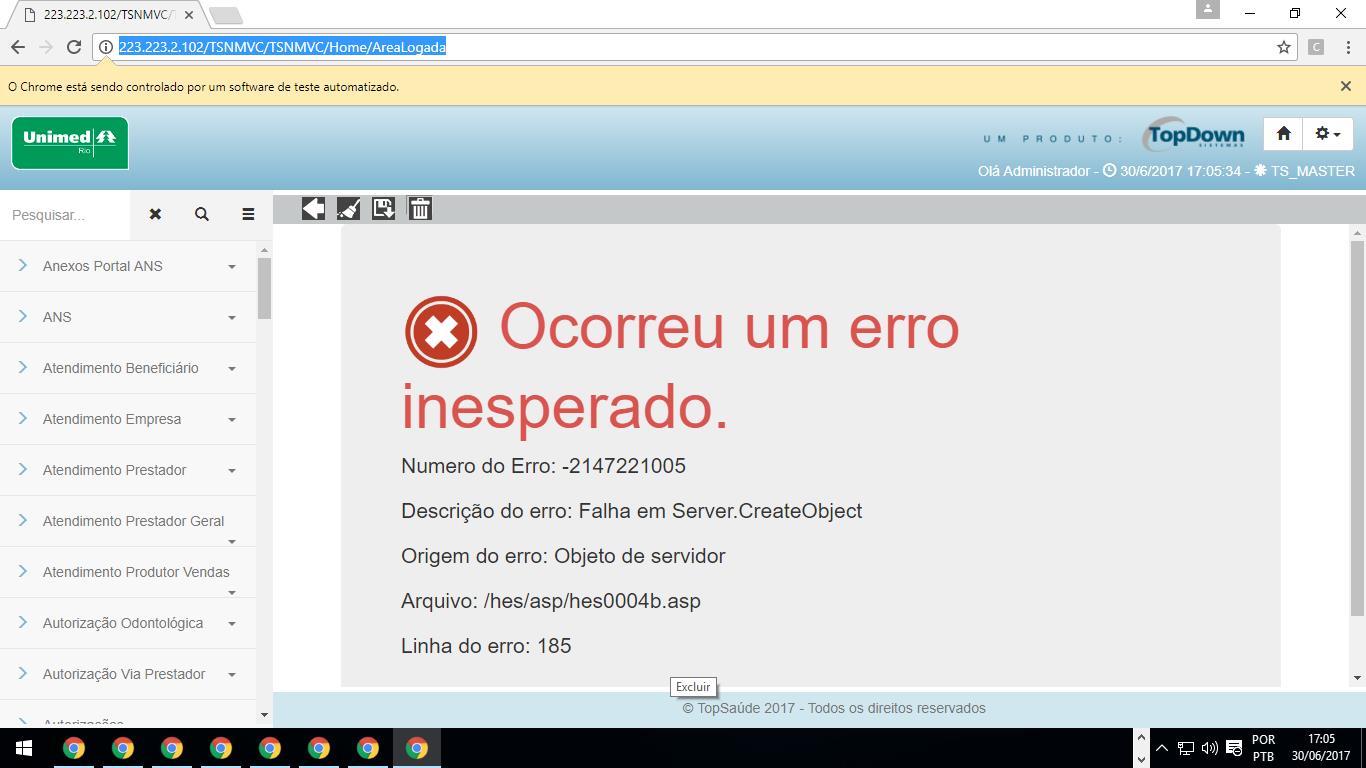 223.223.2.102/TSNMVC/T
223.223.2.102/TSNMVC/TSNMVC/Home/AreaLogada
C
O Chrome está sendo controlado por um software de teste automatizado.
Unimed
Rio
UM PRODUTO:
TopDown
SISTEMAS
Olá Administrador - 30/6/2017 17:05:34 - TS_MASTER
Pesquisar...
Anexos Portal ANS
ANS
Atendimento Beneficiário
Atendimento Empresa
Atendimento Prestador
Atendimento Prestador Geral
Atendimento Produtor Vendas
Autorização Odontológica
Autorização Via Prestador
Autorizações
Ocorreu um erro
inesperado.
Numero do Erro: -2147221005
Descrição do erro: Falha em Server.CreateObject
Origem do erro: Objeto de servidor
Arquivo: /hes/asp/hes0004b.asp
Linha do erro: 185
Excluir
© TopSaúde 2017 - Todos os direitos reservados
POR
PTB
17:05
30/06/2017